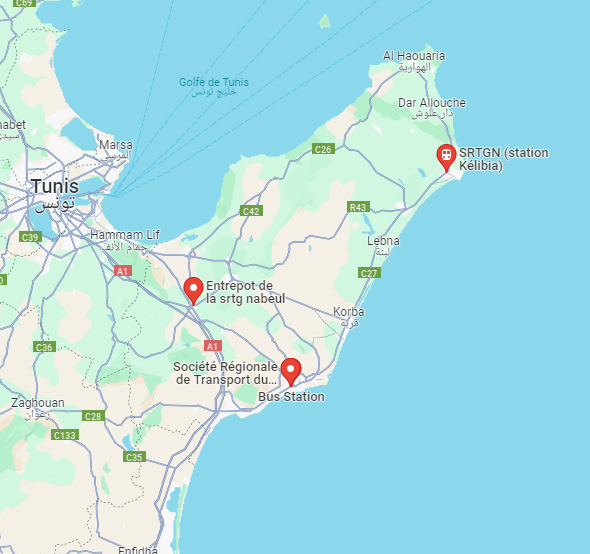 C69
Al Haouaria
الهوارية
Golfe de Tunis
خليج تونس
Dar Allouche
دار علوش
nabet
سيدي
Marsa
المرسى
C26
SRTGN (station
Kélibia)
Tunis
تونس
C42
R43
C39
Hammam Lif
حمام الأنف
Lebna
لبنة
A1
C27
Entrepot de
la srtg nabeul
Korba
قربة
A1
C36
Société Régionale
de Transport du...
Bus Station
Zaghouan
زغوان
C28
C133
C35
Enfidha